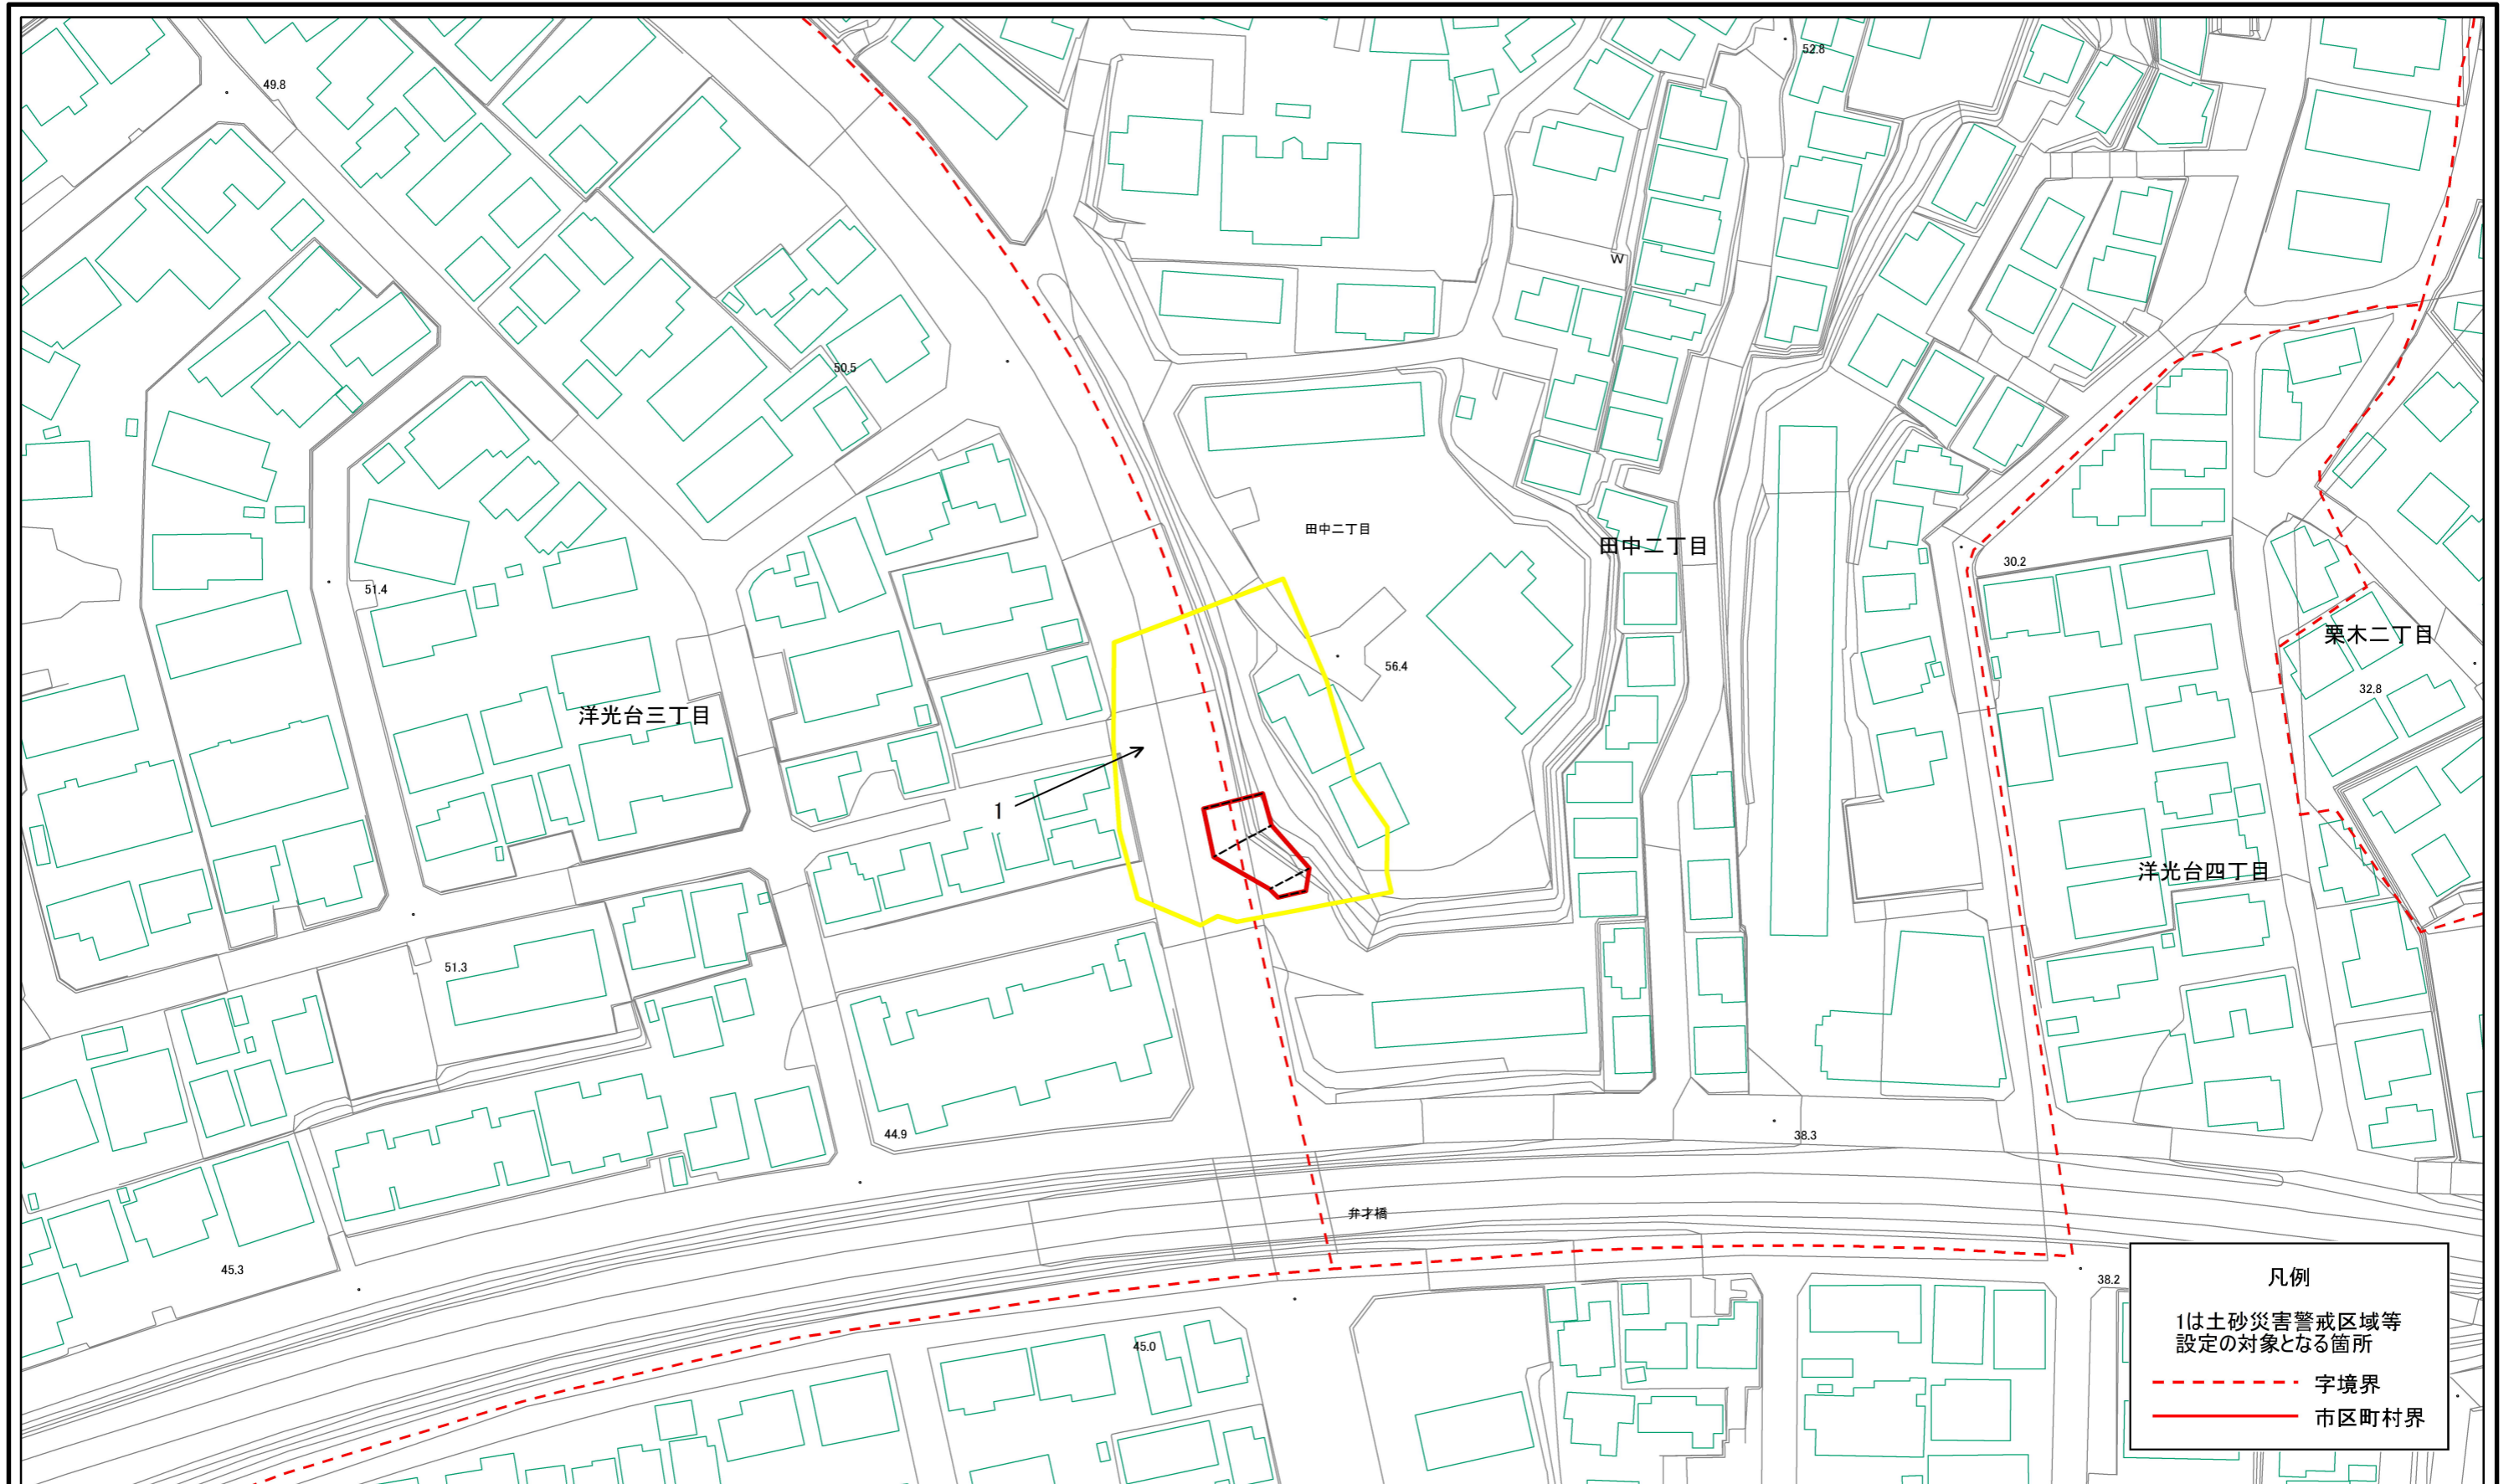 52.8
49.8
W
50.5
田中二丁目
田中二丁目
30.2
51.4
栗木二丁目
56.4
32.8
洋光台三丁目
1
洋光台四丁目
51.3
44.9
38.3
弁才橋
45.3
38.2
凡例
1は土砂災害警戒区域等
設定の対象となる箇所
字境界
市区町村界
45.0